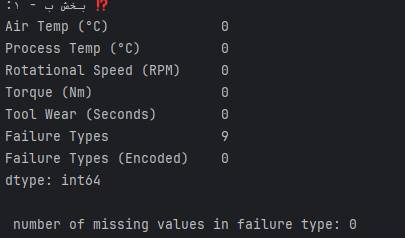 :۱ - بخش ب ⁉️
Air Temp (°C) 0
Process Temp (°C) 0
Rotational Speed (RPM) 0
Torque (Nm) 0
Tool Wear (Seconds) 0
Failure Types 9
Failure Types (Encoded) 0
dtype: int64
number of missing values in failure type: 0